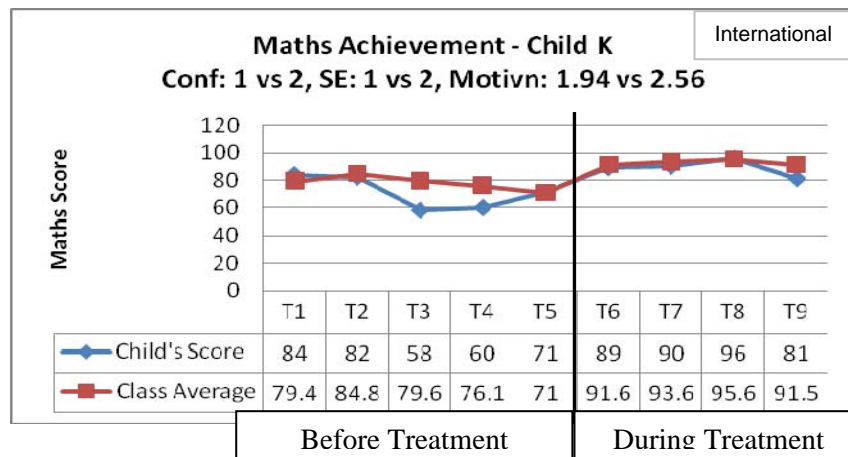 International
Maths Achievement - Child K
Conf: 1 vs 2, SE: 1 vs 2, Motivn: 1.94 vs 2.56
Maths Score
120
100
80
60
40
20
0
T1 T2 T3 T4 T5 T6 T7 T8 T9
Child's Score 84 82 58 60 71 89 90 96 81
Class Average 79.4 84.8 79.6 76.1 71 91.6 93.6 95.6 91.5
Before Treatment During Treatment